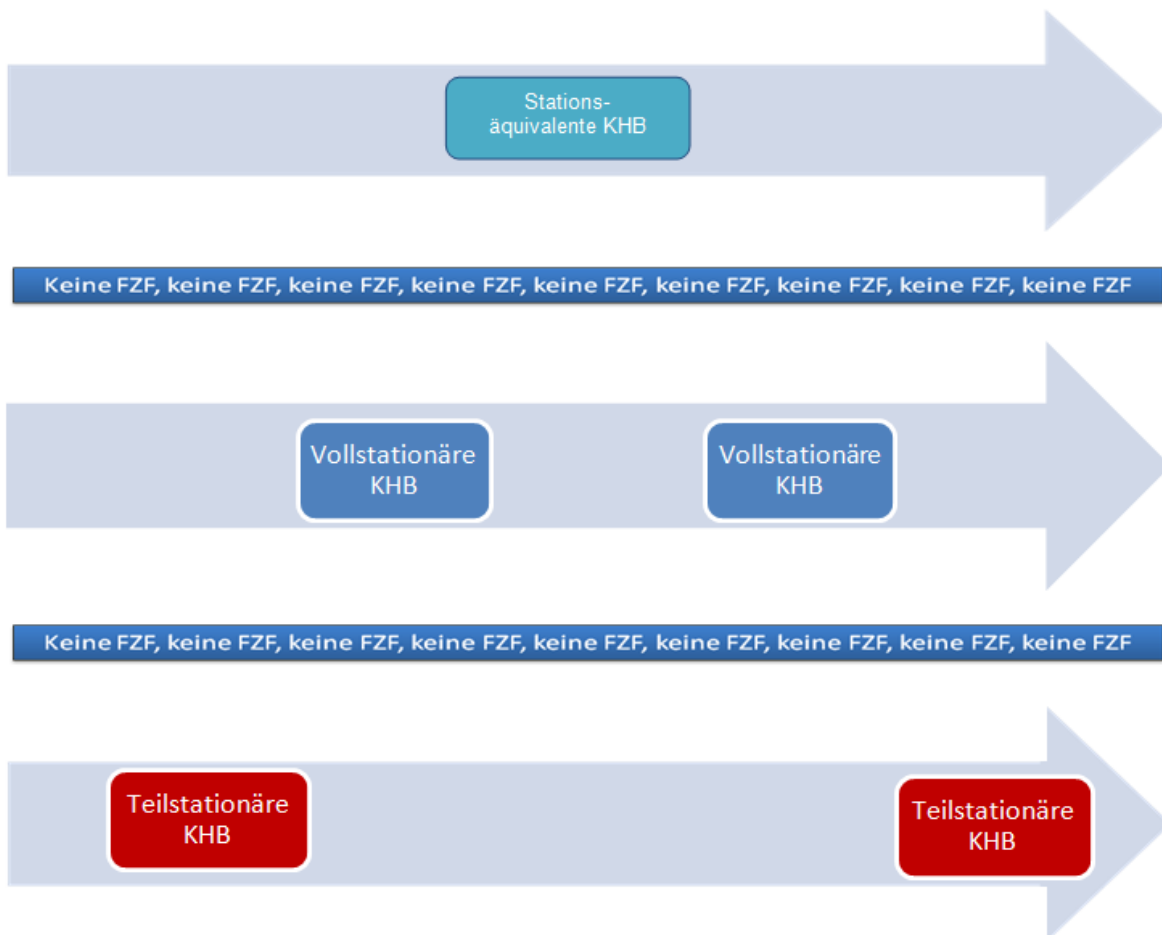 Stations-
äquivalente KHB
Keine FZF, keine FZF, keine FZF, keine FZF, keine FZF, keine FZF, keine FZF, keine FZF, keine FZF
Vollstationäre
KHB
Vollstationäre
KHB
Keine FZF, keine FZF, keine FZF, keine FZF, keine FZF, keine FZF, keine FZF, keine FZF, keine FZF
Teilstationäre
KHB
Teilstationäre
KHB